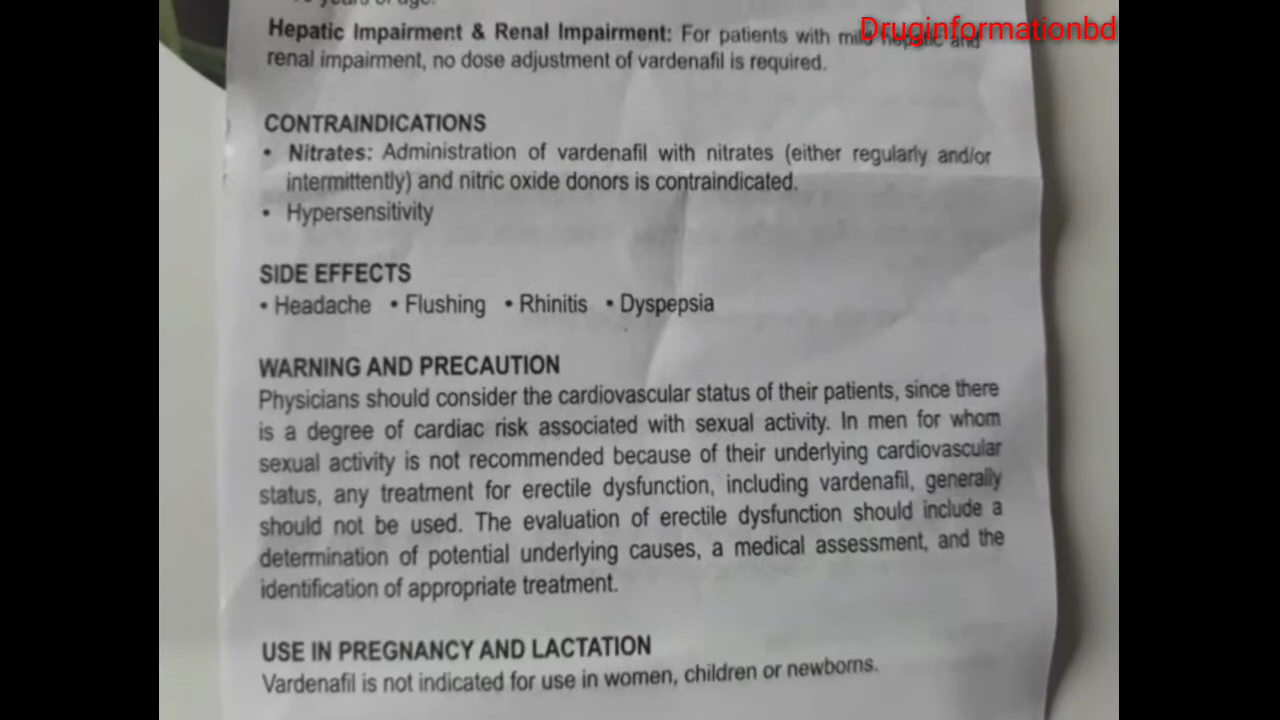 Druginformationbd
years of age.
Hepatic Impairment & Renal Impairment: For patients with mild hepatic and
renal impairment, no dose adjustment of vardenafil is required.
CONTRAINDICATIONS
• Nitrates: Administration of vardenafil with nitrates (either regularly and/or
intermittently) and nitric oxide donors is contraindicated.
• Hypersensitivity
SIDE EFFECTS
• Headache • Flushing • Rhinitis • Dyspepsia
WARNING AND PRECAUTION
Physicians should consider the cardiovascular status of their patients, since there
is a degree of cardiac risk associated with sexual activity. In men for whom
sexual activity is not recommended because of their underlying cardiovascular
status, any treatment for erectile dysfunction, including vardenafil, generally
should not be used. The evaluation of erectile dysfunction should include a
determination of potential underlying causes, a medical assessment, and the
identification of appropriate treatment.
USE IN PREGNANCY AND LACTATION
Vardenafil is not indicated for use in women, children or newborns.